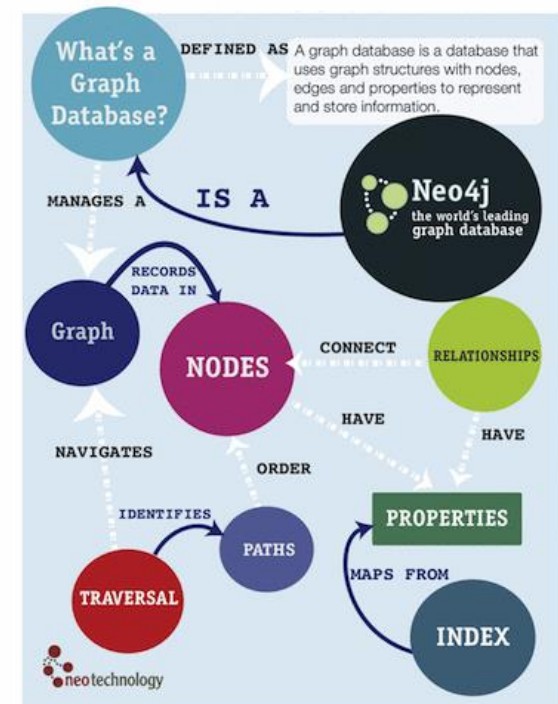 What's a
Graph
Database?
DEFINED AS
A graph database is a database that
uses graph structures with nodes,
edges and properties to represent
and store information.
MANAGES A
IS A
Neo4j
the world's leading
graph database
RECORDS
DATA IN
Graph
NODES
CONNECT
RELATIONSHIPS
HAVE
HAVE
NAVIGATES
ORDER
IDENTIFIES
PATHS
PROPERTIES
TRAVERSAL
MAPS FROM
INDEX
neotechnology